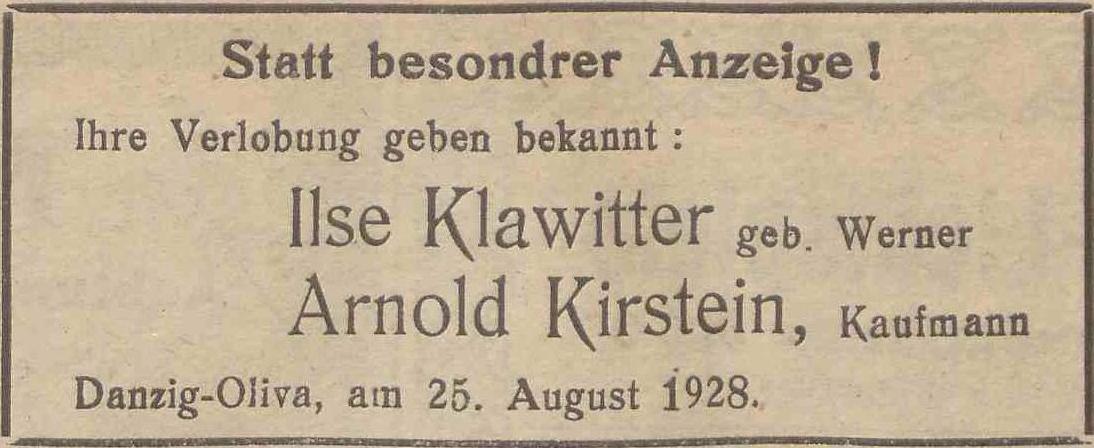 Statt besondrer Anzeige!
Ihre Verlobung geben bekannt:
Ilse Klawitter geb. Werner
Arnold Kirstein, Kaufmann
Danzig-Oliva, am 25. August 1928.